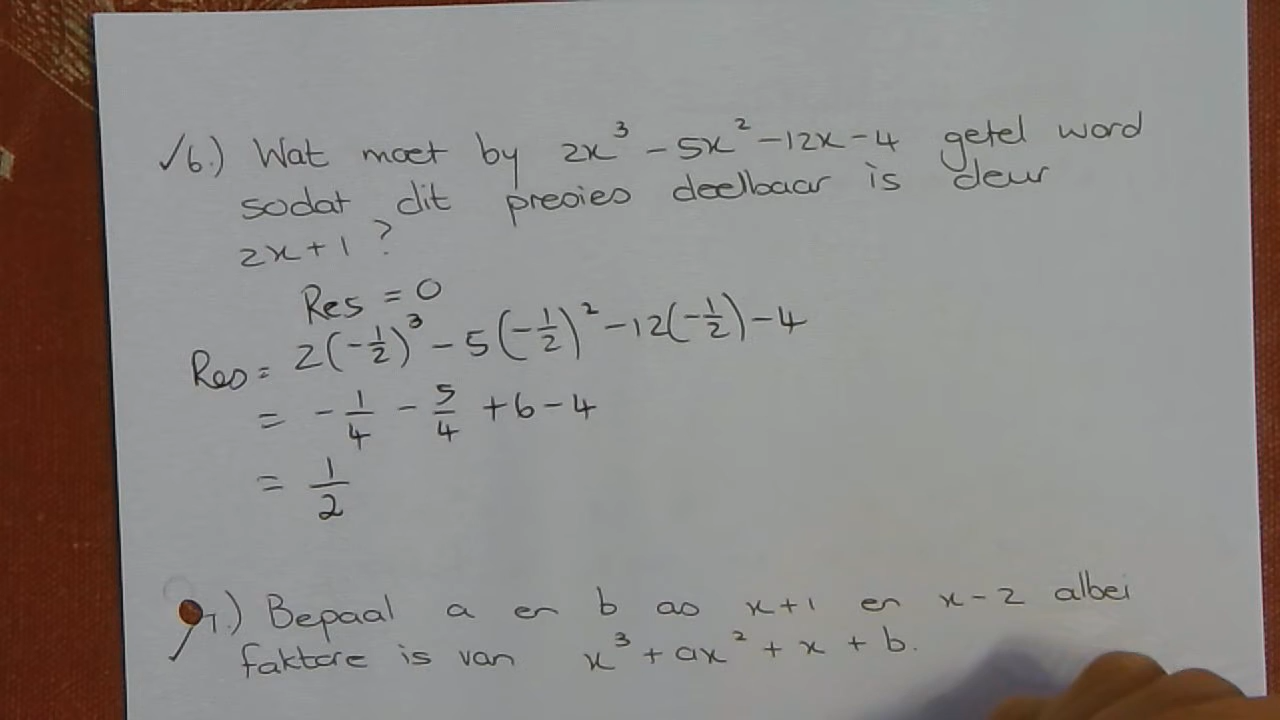 √6.) Wat moet by 2x³ - 5x² - 12x - 4 getel word
sodat dit presies deelbaar is deur
2x + 1 ?
Res = 0
Res = 2(-1/2)³ - 5(-1/2)² - 12(-1/2) - 4
= -1/4 - 5/4 + 6 - 4
= 1/2
7.) Bepaal a en b as x+1 en x-2 albei
faktore is van x³ + ax² + x + b.